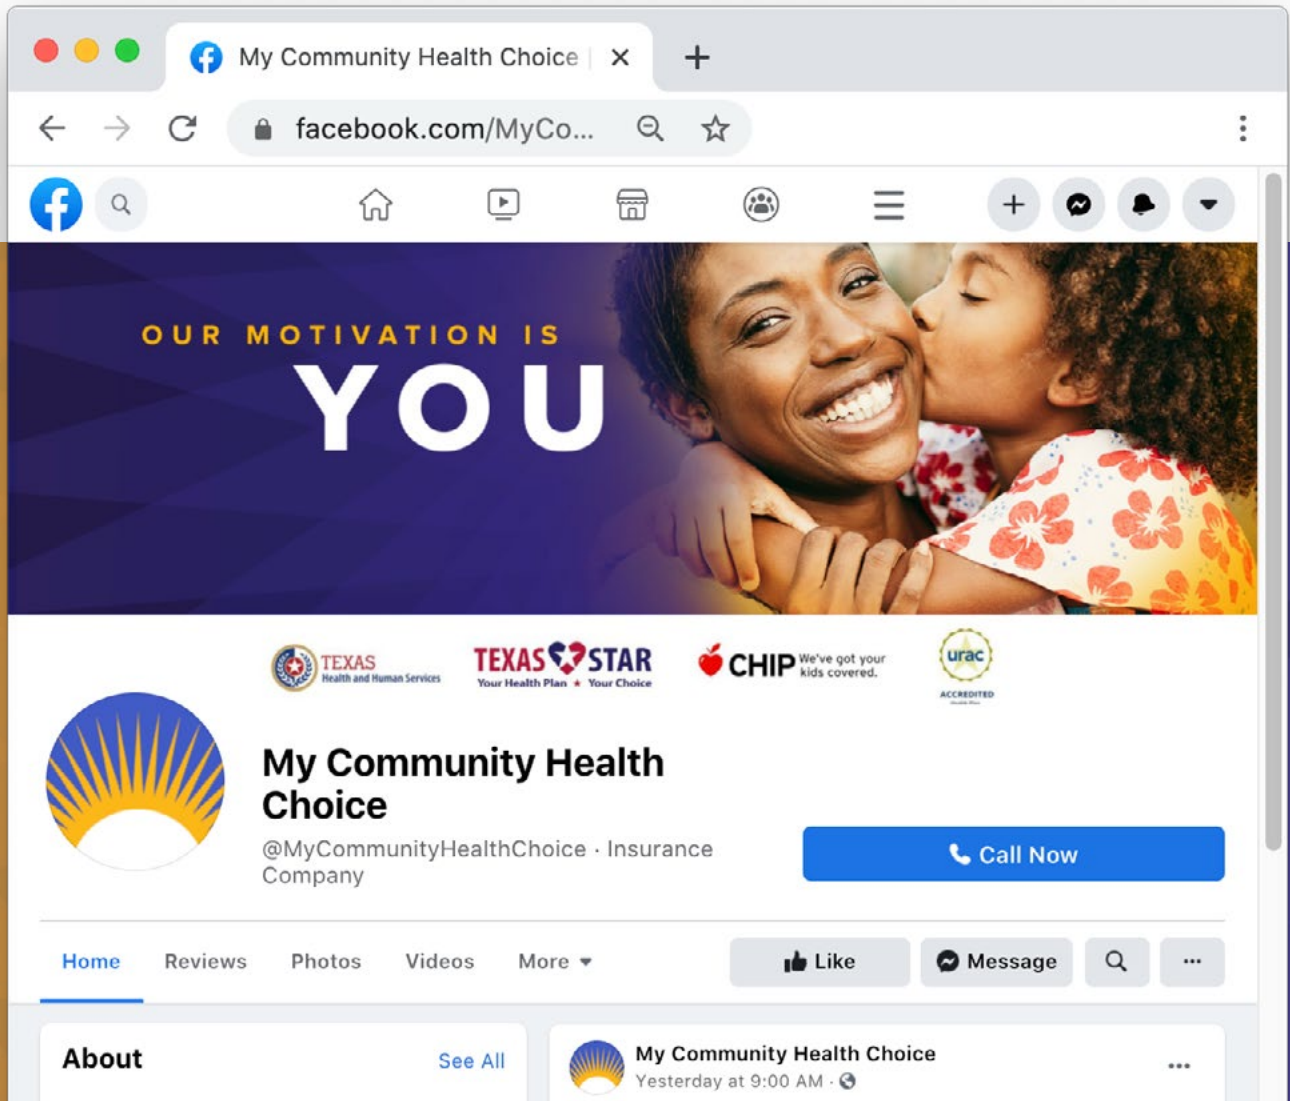 My Community Health Choice
facebook.com/MyCo...
OUR MOTIVATION IS
YOU
TEXAS
Health and Human Services
TEXAS STAR
Your Health Plan ★ Your Choice
CHIP We've got your
kids covered.
urac
ACCREDITED
My Community Health
Choice
@MyCommunityHealthChoice · Insurance
Company
Call Now
Home Reviews Photos Videos More
Like Message
About See All
My Community Health Choice
Yesterday at 9:00 AM ·